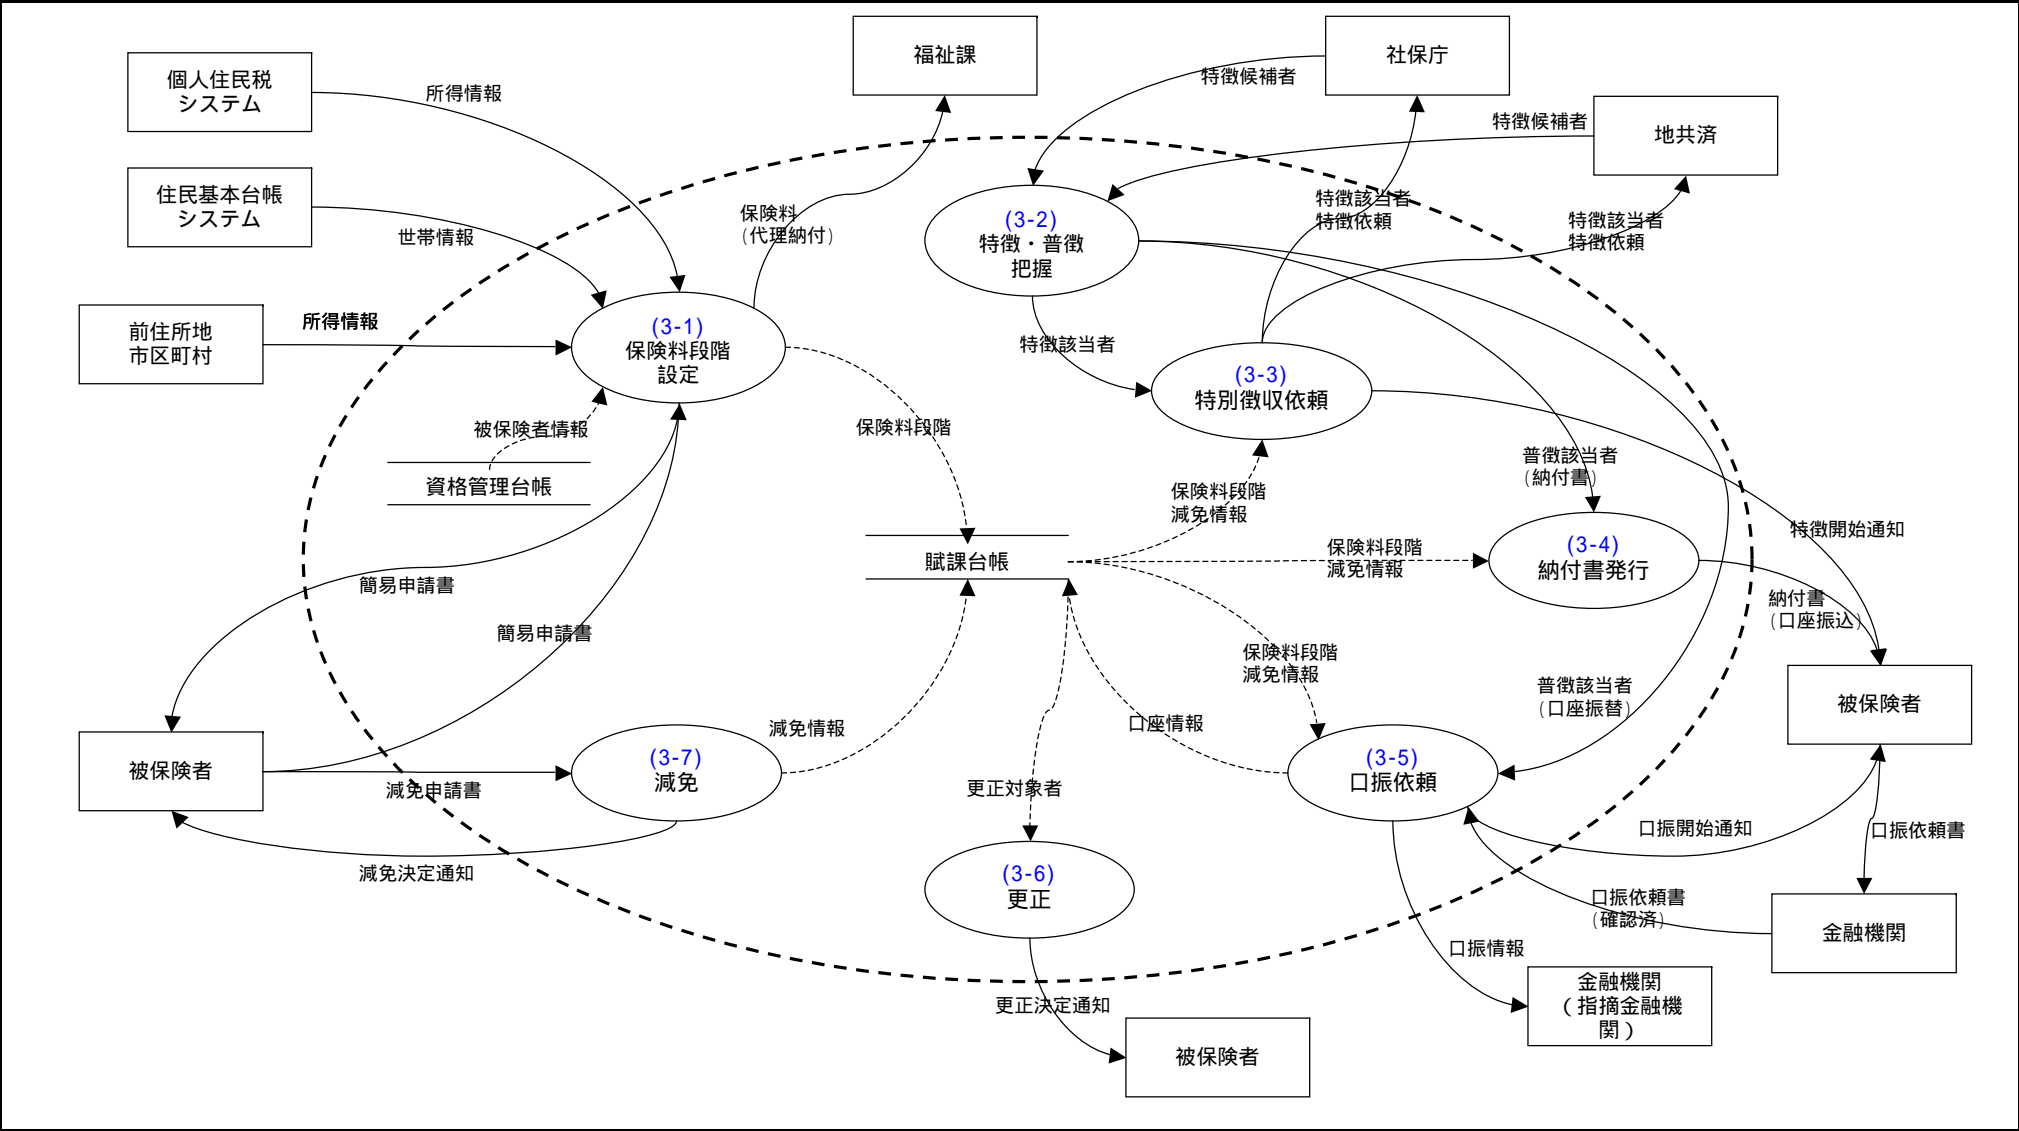 福祉課
社保庁
個人住民税
システム
所得情報
特徴候補者
特徴候補者
地共済
住民基本台帳
システム
世帯情報
保険料
(代理納付)
(3-2)
特徴・普徴
把握
特徴該当者
特徴依頼
特徴該当者
特徴依頼
前住所地
市区町村
所得情報
(3-1)
保険料段階
設定
特徴該当者
(3-3)
特別徴収依頼
被保険者情報
資格管理台帳
保険料段階
保険料段階
減免情報
普徴該当者
(納付書)
特徴開始通知
賦課台帳
保険料段階
減免情報
(3-4)
納付書発行
簡易申請書
納付書
(口座振込)
簡易申請書
保険料段階
減免情報
普徴該当者
(口座振替)
被保険者
被保険者
減免申請書
(3-7)
減免
減免情報
口座情報
(3-5)
口振依頼
更正対象者
口振開始通知
口振依頼書
減免決定通知
(3-6)
更正
口振依頼書
(確認済)
金融機関
口振情報
金融機関
(指摘金融機
関)
更正決定通知
被保険者